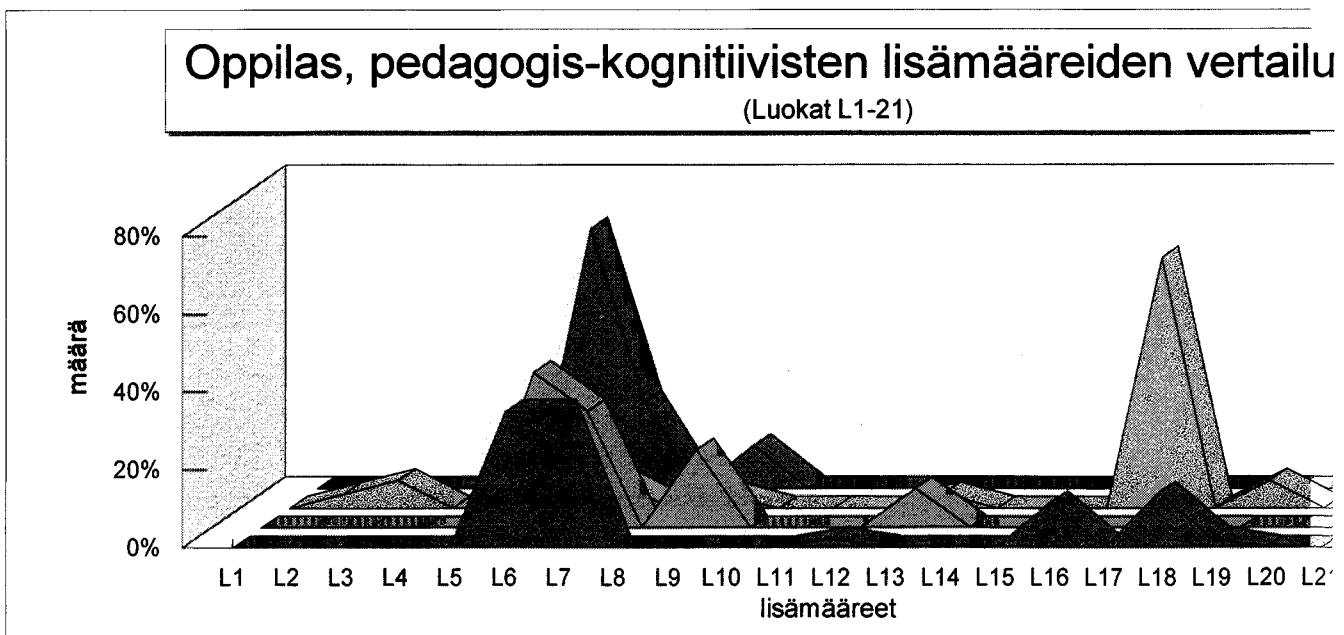 Oppilas, pedagogis-kognitiivisten lisämääreiden vertailu
(Luokat L1-21)
80%
60%
40%
20%
0%
määrä
L1 L2 L3 L4 L5 L6 L7 L8 L9 L10 L11 L12 L13 L14 L15 L16 L17 L18 L19 L20 L21
lisämääreet